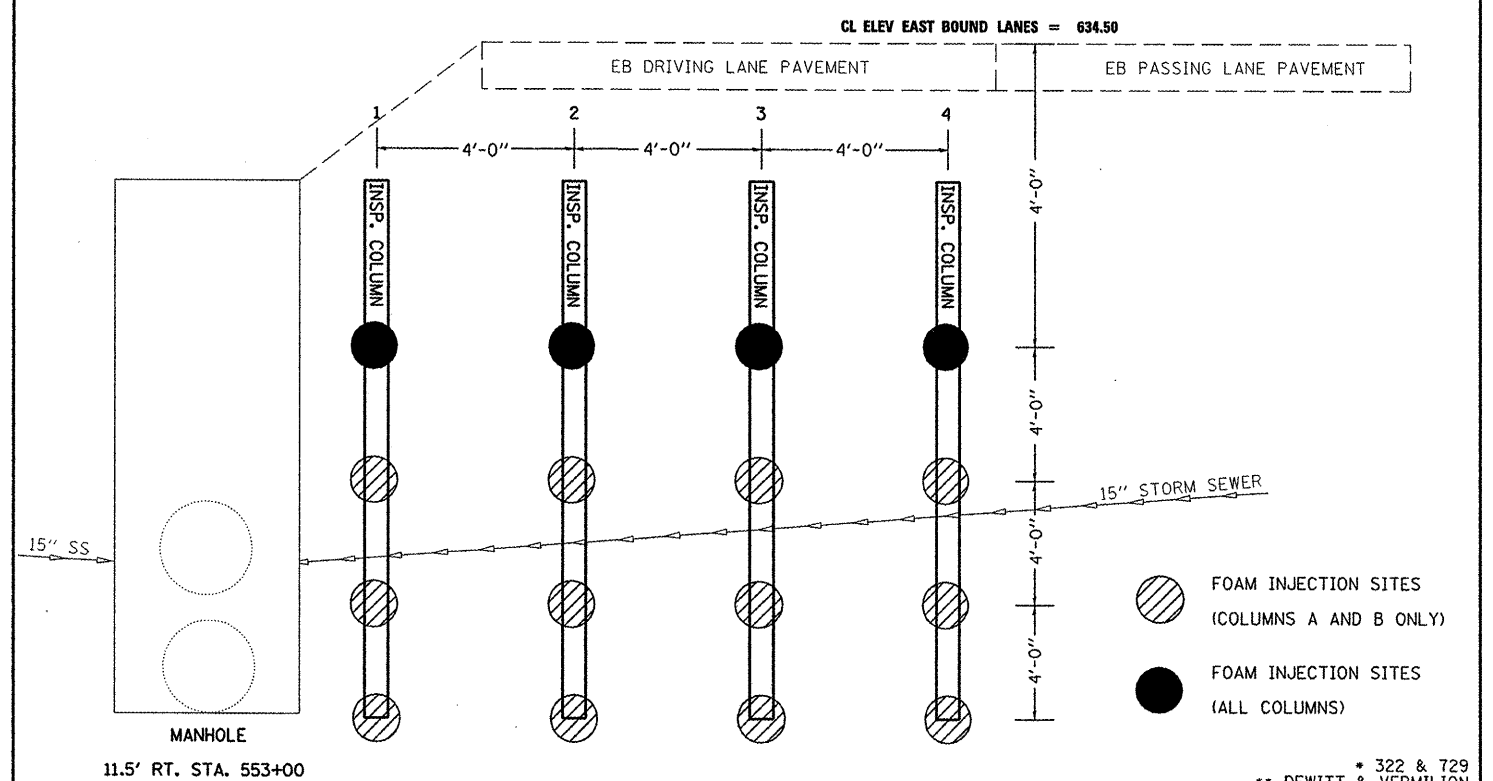 CL ELEV EAST BOUND LANES = 634.50
EB DRIVING LANE PAVEMENT
EB PASSING LANE PAVEMENT
1
2
3
4
4'-0"
4'-0"
4'-0"
INSP. COLUMN
INSP. COLUMN
INSP. COLUMN
INSP. COLUMN
4'-0"
4'-0"
4'-0"
4'-0"
15" STORM SEWER
15" SS
FOAM INJECTION SITES
(COLUMNS A AND B ONLY)
FOAM INJECTION SITES
(ALL COLUMNS)
MANHOLE
11.5' RT. STA. 553+00
* 322 & 729
** DEWITT & VERMILION